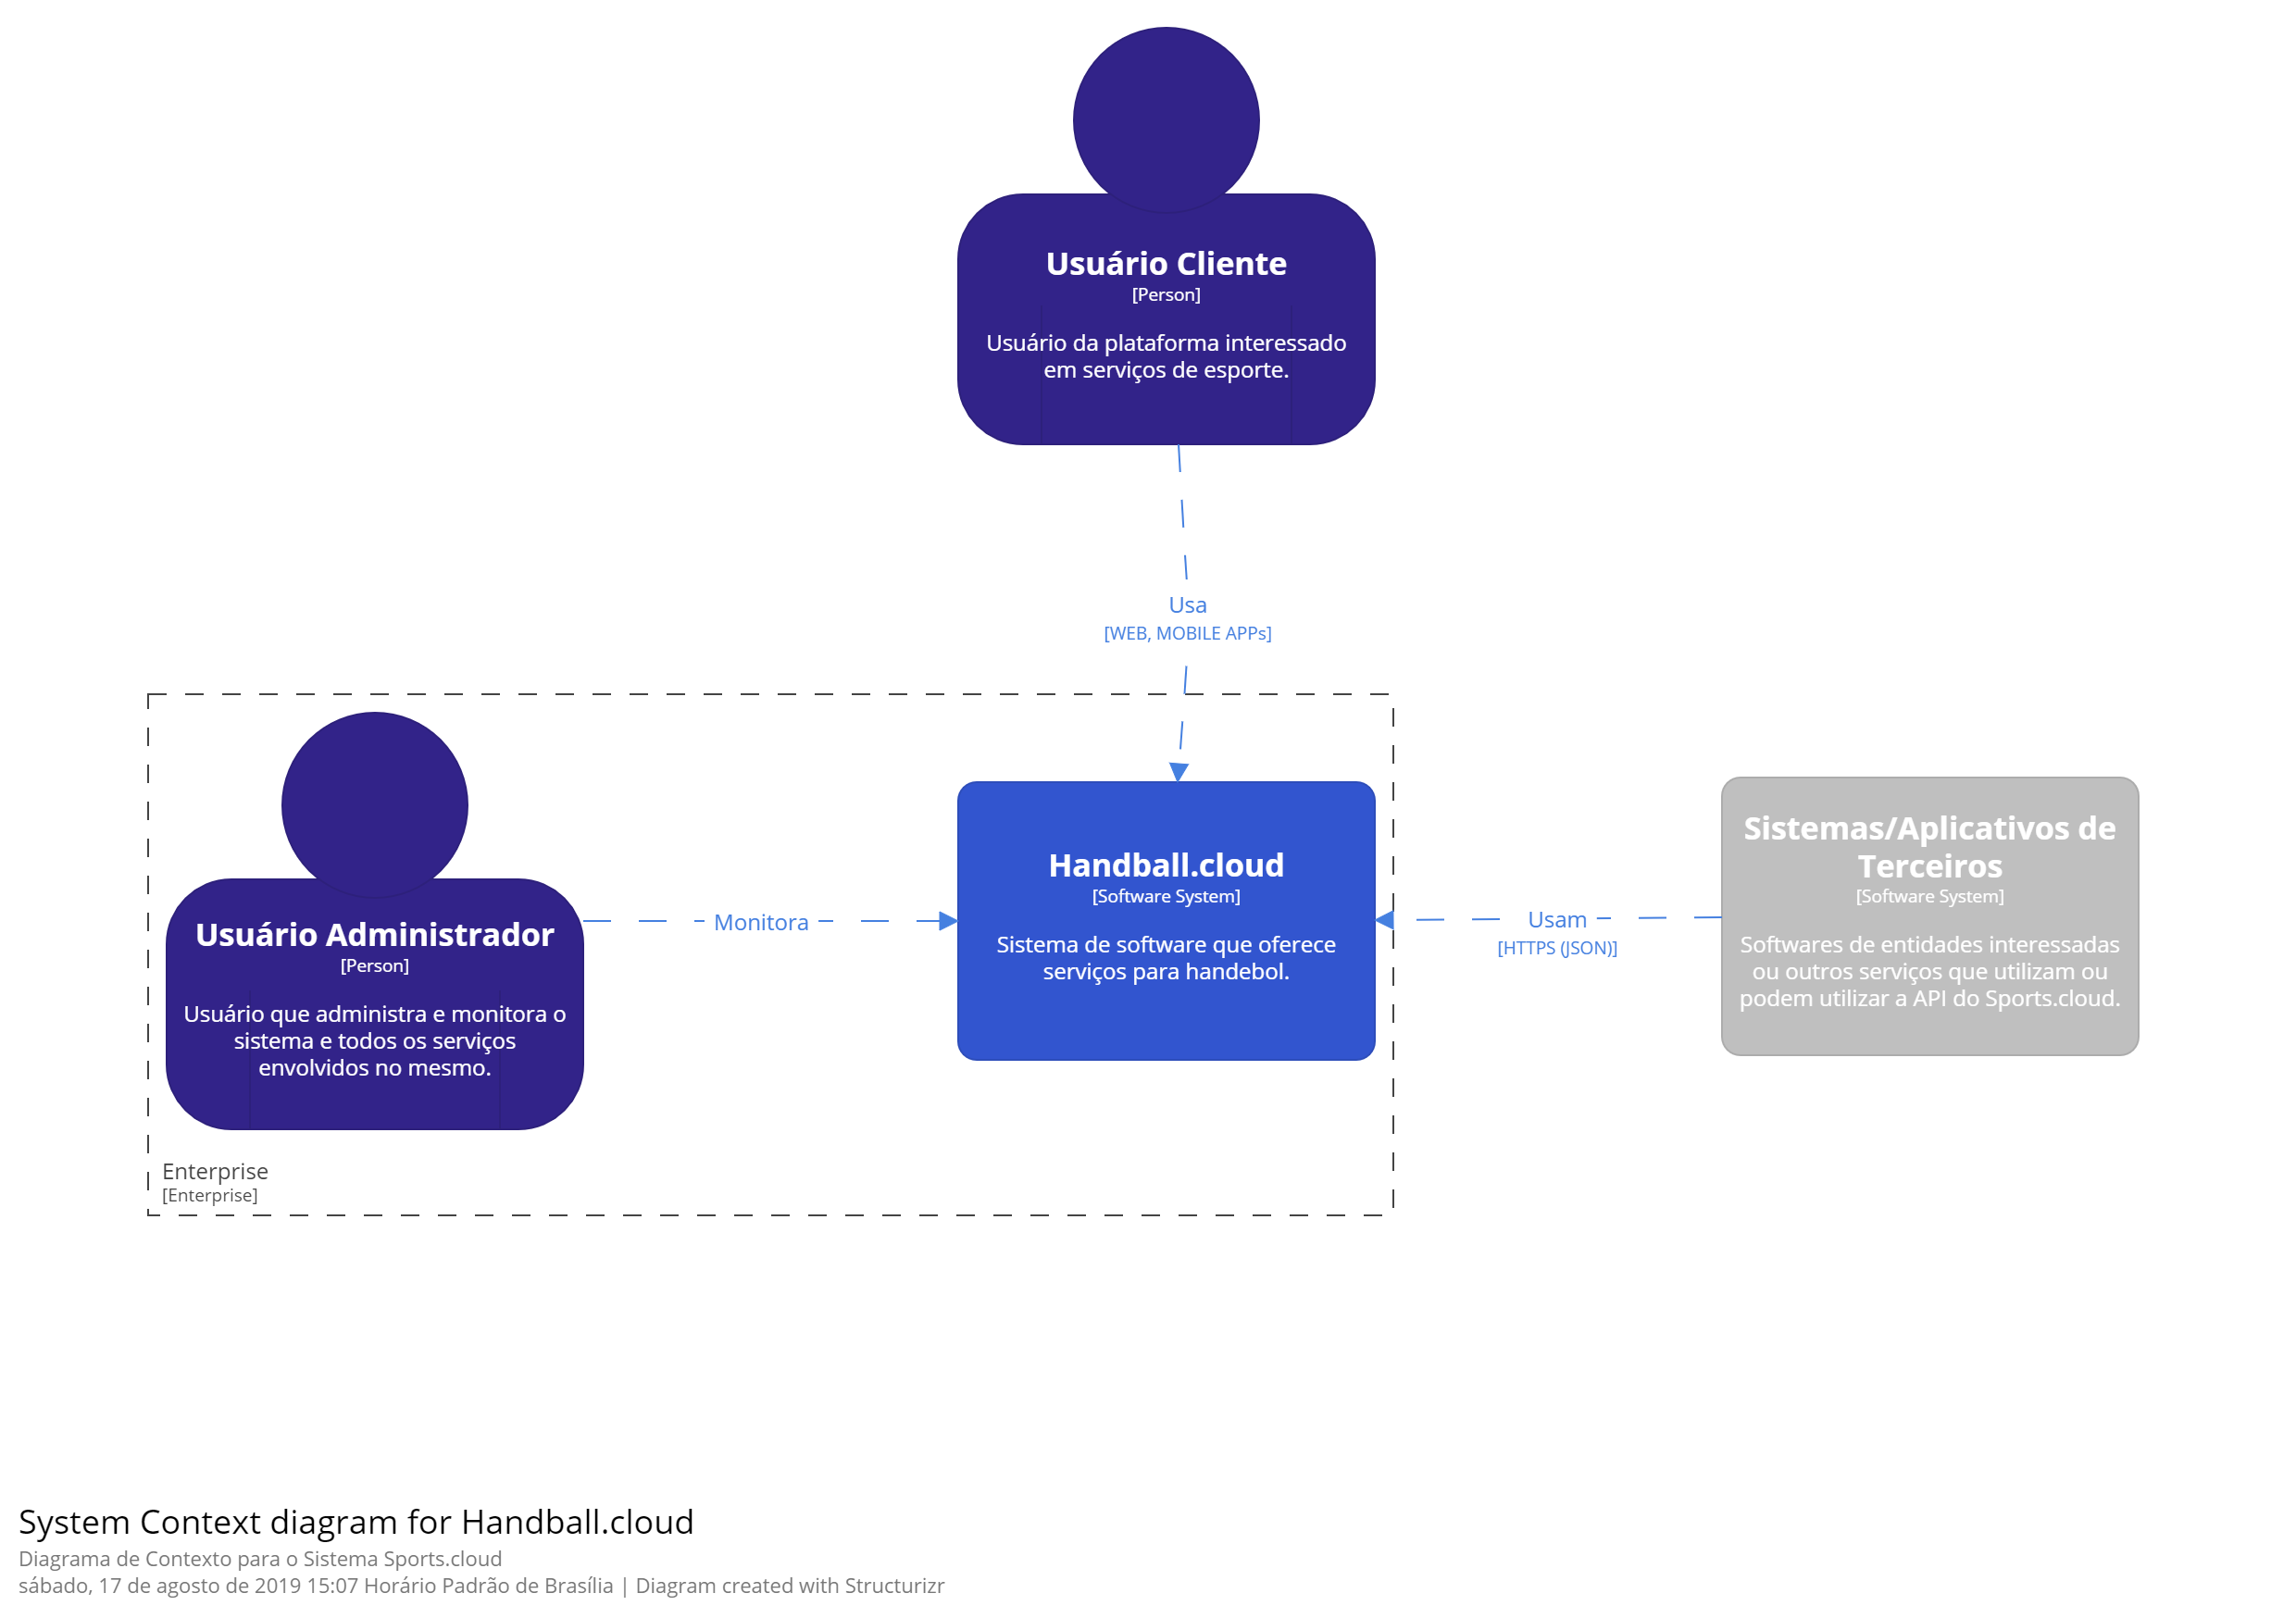 Usuário Cliente
[Person]
Usuário da plataforma interessado
em serviços de esporte.
Usa
[WEB, MOBILE APPs]
Usuário Administrador
[Person]
Usuário que administra e monitora o
sistema e todos os serviços
envolvidos no mesmo.
Monitora
Handball.cloud
[Software System]
Sistema de software que oferece
serviços para handebol.
Usam
[HTTPS (JSON)]
Sistemas/Aplicativos de
Terceiros
[Software System]
Softwares de entidades interessadas
ou outros serviços que utilizam ou
podem utilizar a API do Sports.cloud.
Enterprise
[Enterprise]
System Context diagram for Handball.cloud
Diagrama de Contexto para o Sistema Sports.cloud
sábado, 17 de agosto de 2019 15:07 Horário Padrão de Brasília | Diagram created with Structurizr